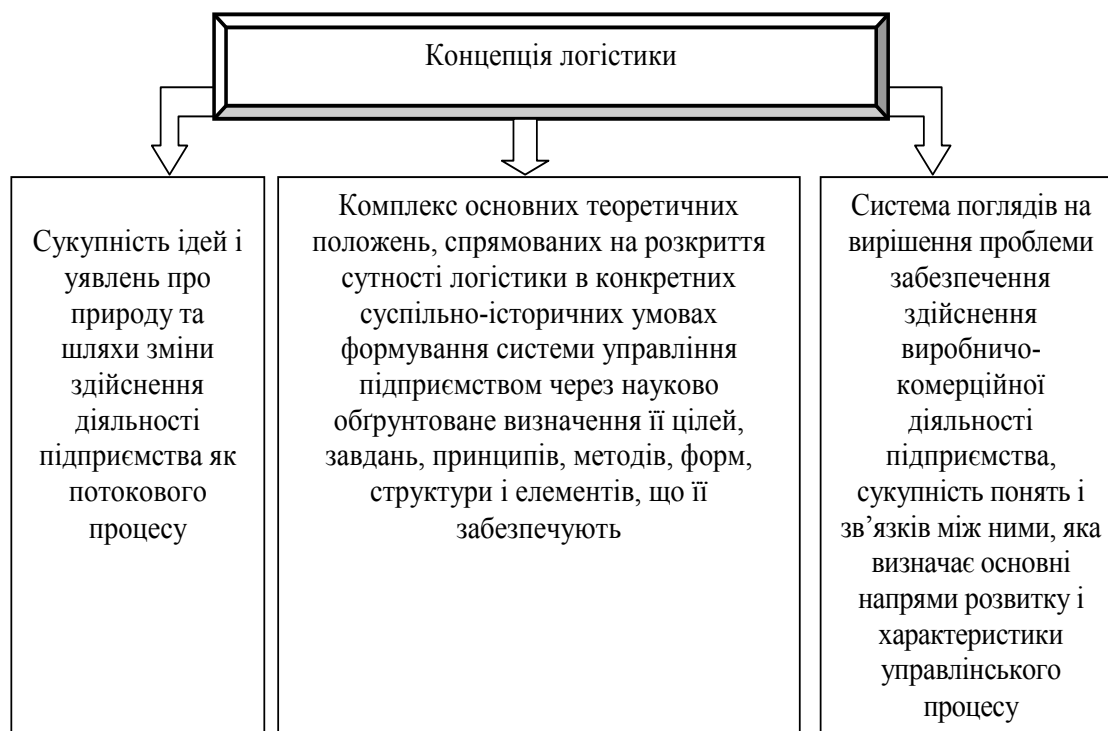 Концепція логістики
Сукупність ідей і
уявлень про
природу та
шляхи зміни
здійснення
діяльності
підприємства як
потокового
процесу
Комплекс основних теоретичних
положень, спрямованих на розкриття
сутності логістики в конкретних
суспільно-історичних умовах
формування системи управління
підприємством через науково
обґрунтоване визначення її цілей,
завдань, принципів, методів, форм,
структури і елементів, що її
забезпечують
Система поглядів на
вирішення проблеми
забезпечення
здійснення
виробничо-
комерційної
діяльності
підприємства,
сукупність понять і
зв’язків між ними, яка
визначає основні
напрями розвитку і
характеристики
управлінського
процесу